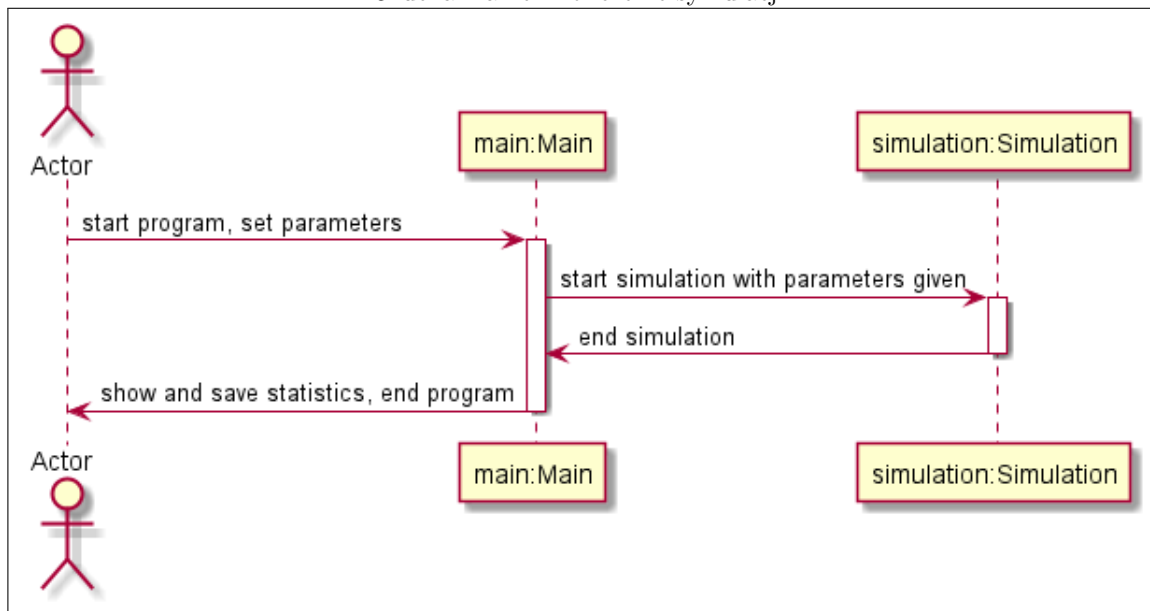 Actor
main:Main
simulation:Simulation
start program, set parameters
start simulation with parameters given
end simulation
show and save statistics, end program
Actor
main:Main
simulation:Simulation